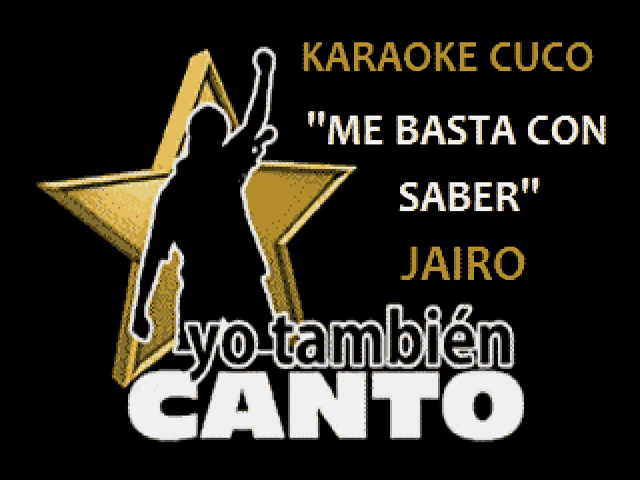 KARAOKE CUCO
"ME BASTA CON
SABER"
JAIRO
yo también
CANTO